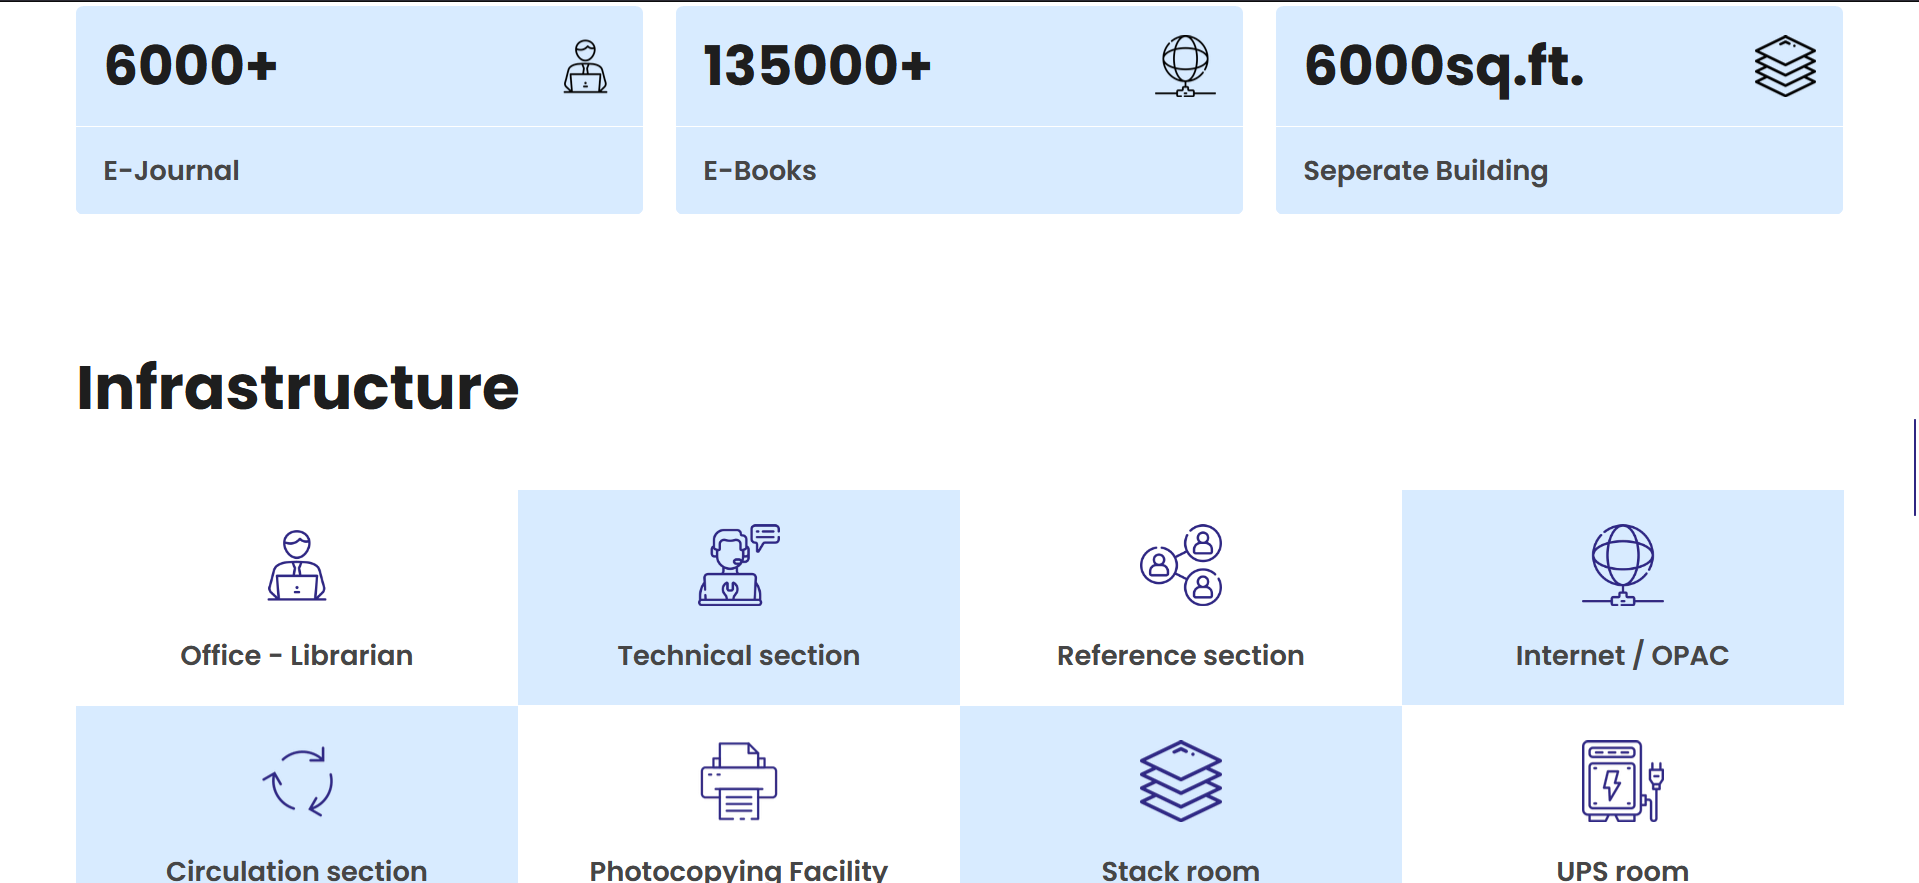 6000+
135000+
6000sq.ft.
E-Journal
E-Books
Seperate Building
Infrastructure
Office - Librarian
Technical section
Reference section
Internet / OPAC
Circulation section
Photocopying Facility
Stack room
UPS room